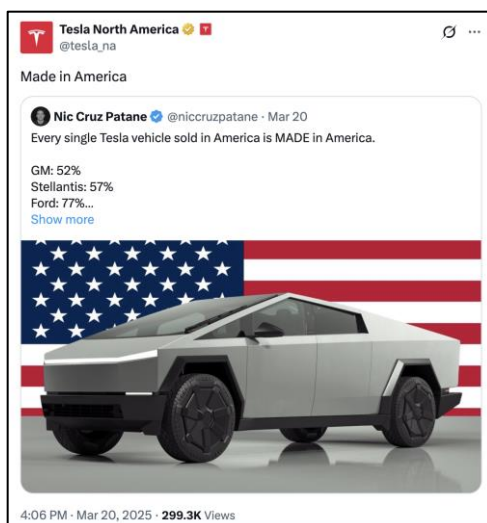 Tesla North America
@tesla_na
Made in America
Nic Cruz Patane @niccruzpatane · Mar 20
Every single Tesla vehicle sold in America is MADE in America.
GM: 52%
Stellantis: 57%
Ford: 77%...
Show more
4:06 PM · Mar 20, 2025 · 299.3K Views